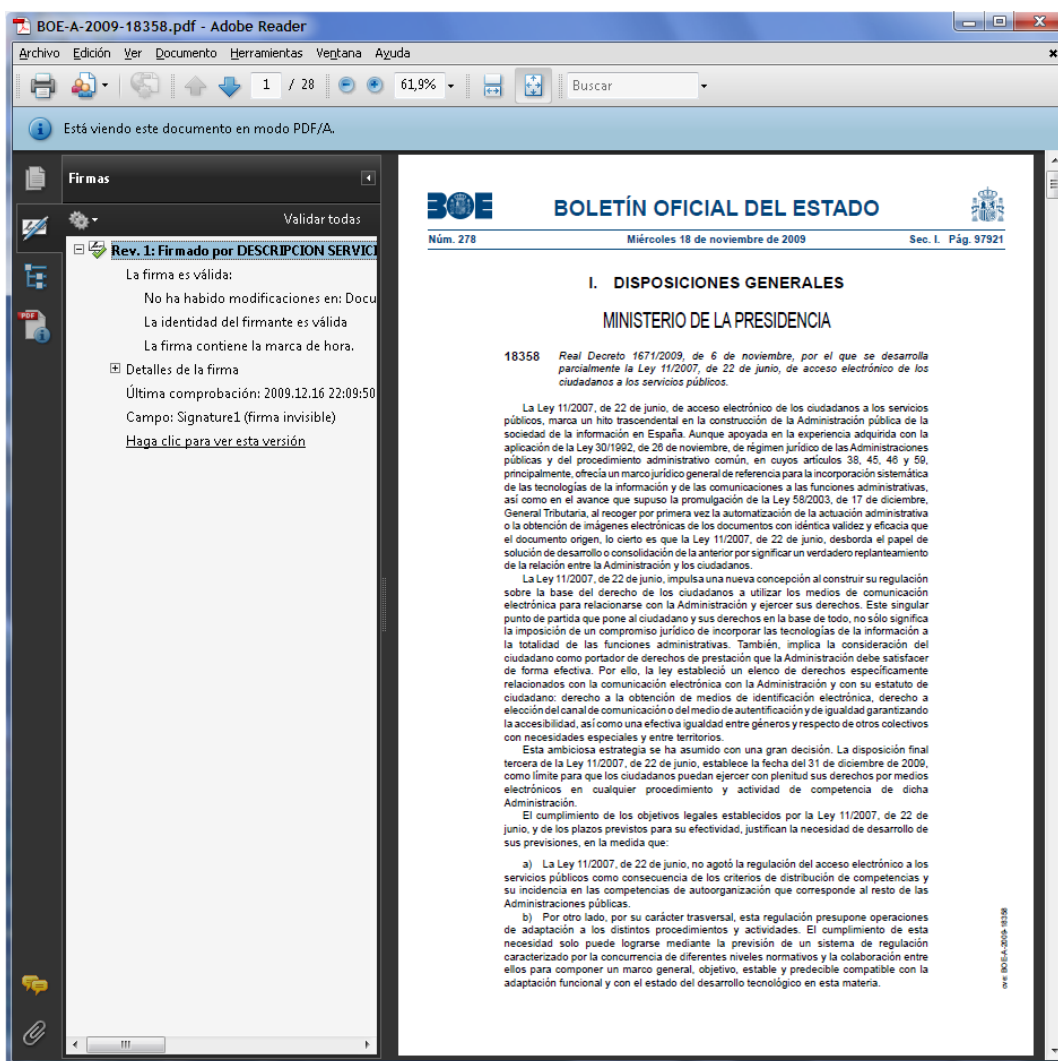 BOE-A-2009-18358.pdf - Adobe Reader
Archivo Edición Ver Documento Herramientas Ventana Ayuda
1 / 28 61,9% Buscar
Está viendo este documento en modo PDF/A.
Firmas
Validar todas
Rev. 1: Firmado por DESCRIPCION SERVICI
La firma es válida:
No ha habido modificaciones en: Docu
La identidad del firmante es válida
La firma contiene la marca de hora.
Detalles de la firma
Última comprobación: 2009.12.16 22:09:50
Campo: Signature1 (firma invisible)
Haga clic para ver esta versión
BOE BOLETÍN OFICIAL DEL ESTADO
Núm. 278 Miércoles 18 de noviembre de 2009 Sec. I. Pág. 97921
I. DISPOSICIONES GENERALES
MINISTERIO DE LA PRESIDENCIA
18358 Real Decreto 1671/2009, de 6 de noviembre, por el que se desarrolla
parcialmente la Ley 11/2007, de 22 de junio, de acceso electrónico de los
ciudadanos a los servicios públicos.
La Ley 11/2007, de 22 de junio, de acceso electrónico de los ciudadanos a los servicios
públicos, marca un hito trascendental en la construcción de la Administración pública de la
sociedad de la información en España. Aunque apoyada en la experiencia adquirida con la
aplicación de la Ley 30/1992, de 26 de noviembre, de régimen jurídico de las Administraciones
públicas y del procedimiento administrativo común, en cuyos artículos 38, 45, 46 y 59,
principalmente, ofrecía un marco jurídico general de referencia para la incorporación sistemática
de las tecnologías de la información y de las comunicaciones a las funciones administrativas,
así como en el avance que supuso la promulgación de la Ley 58/2003, de 17 de diciembre,
General Tributaria, al recoger por primera vez la automatización de la actuación administrativa
o la obtención de imágenes electrónicas de los documentos con idéntica validez y eficacia que
el documento origen, lo cierto es que la Ley 11/2007, de 22 de junio, desborda el papel de
solución de desarrollo o consolidación de la anterior por significar un verdadero replanteamiento
de la relación entre la Administración y los ciudadanos.
La Ley 11/2007, de 22 de junio, impulsa una nueva concepción al construir su regulación
sobre la base del derecho de los ciudadanos a utilizar los medios de comunicación
electrónica para relacionarse con la Administración y ejercer sus derechos. Este singular
punto de partida que pone al ciudadano y sus derechos en la base de todo, no sólo significa
la imposición de un compromiso jurídico de incorporar las tecnologías de la información a
la totalidad de las funciones administrativas. También, implica la consideración del
ciudadano como portador de derechos de prestación que la Administración debe satisfacer
de forma efectiva. Por ello, la ley estableció un elenco de derechos específicamente
relacionados con la comunicación electrónica con la Administración y con su estatuto de
ciudadano: derecho a la obtención de medios de identificación electrónica, derecho a
elección del canal de comunicación o del medio de autentificación y de igualdad garantizando
la accesibilidad, así como una efectiva igualdad entre géneros y respecto de otros colectivos
con necesidades especiales y entre territorios.
Esta ambiciosa estrategia se ha asumido con una gran decisión. La disposición final
tercera de la Ley 11/2007, de 22 de junio, establece la fecha del 31 de diciembre de 2009,
como límite para que los ciudadanos puedan ejercer con plenitud sus derechos por medios
electrónicos en cualquier procedimiento y actividad de competencia de dicha
Administración.
El cumplimiento de los objetivos legales establecidos por la Ley 11/2007, de 22 de
junio, y de los plazos previstos para su efectividad, justifican la necesidad de desarrollo de
sus previsiones, en la medida que:
a) La Ley 11/2007, de 22 de junio, no agotó la regulación del acceso electrónico a los
servicios públicos como consecuencia de los criterios de distribución de competencias y
su incidencia en las competencias de autoorganización que corresponde al resto de las
Administraciones públicas.
b) Por otro lado, por su carácter trasversal, esta regulación presupone operaciones
de adaptación a los distintos procedimientos y actividades. El cumplimiento de esta
necesidad solo puede lograrse mediante la previsión de un sistema de regulación
caracterizado por la concurrencia de diferentes niveles normativos y la colaboración entre
ellos para componer un marco general, objetivo, estable y predecible compatible con la
adaptación funcional y con el estado del desarrollo tecnológico en esta materia.
cve: BOE-A-2009-18358